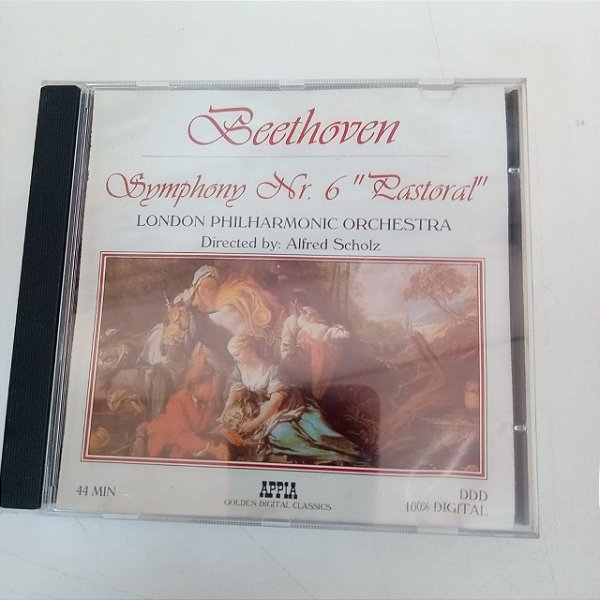 Beethoven
Symphony Nr. 6 "Pastoral"
LONDON PHILHARMONIC ORCHESTRA
Directed by: Alfred Scholz
44 MIN
APPIA
GOLDEN DIGITAL CLASSICS
DDD
100% DIGITAL